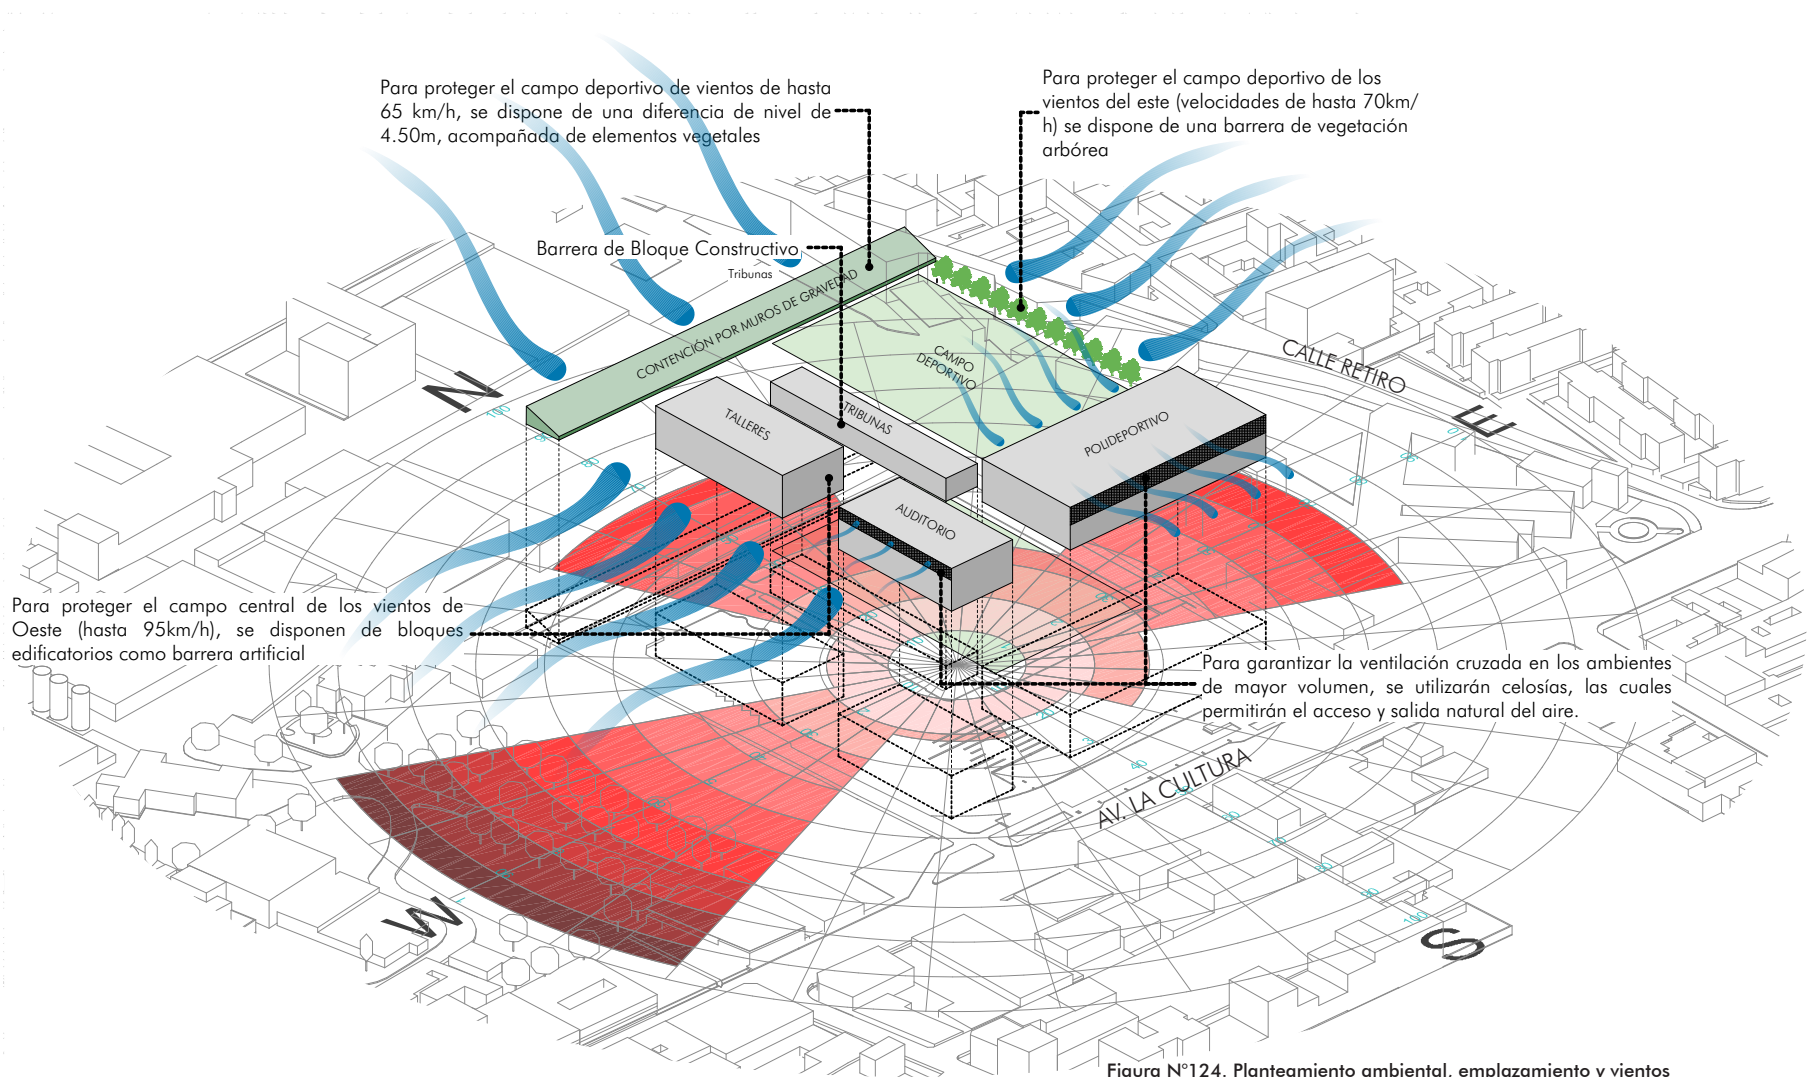 Para proteger el campo deportivo de vientos de hasta
65 km/h, se dispone de una diferencia de nivel de
4.50m, acompañada de elementos vegetales
Para proteger el campo deportivo de los
vientos del este (velocidades de hasta 70km/
h) se dispone de una barrera de vegetación
arbórea
Barrera de Bloque Constructivo
Tribunas
CONTENCIÓN POR MUROS DE GRAVEDAD
CAMPO
DEPORTIVO
CALLE RETIRO
N
E
TALLERES
TRIBUNAS
POLIDEPORTIVO
AUDITORIO
Para proteger el campo central de los vientos de
Oeste (hasta 95km/h), se disponen de bloques
edificatorios como barrera artificial
Para garantizar la ventilación cruzada en los ambientes
de mayor volumen, se utilizarán celosías, las cuales
permitirán el acceso y salida natural del aire.
AV. LA CULTURA
W
S
100
40
100
Figura N°124. Planteamiento ambiental, emplazamiento y vientos